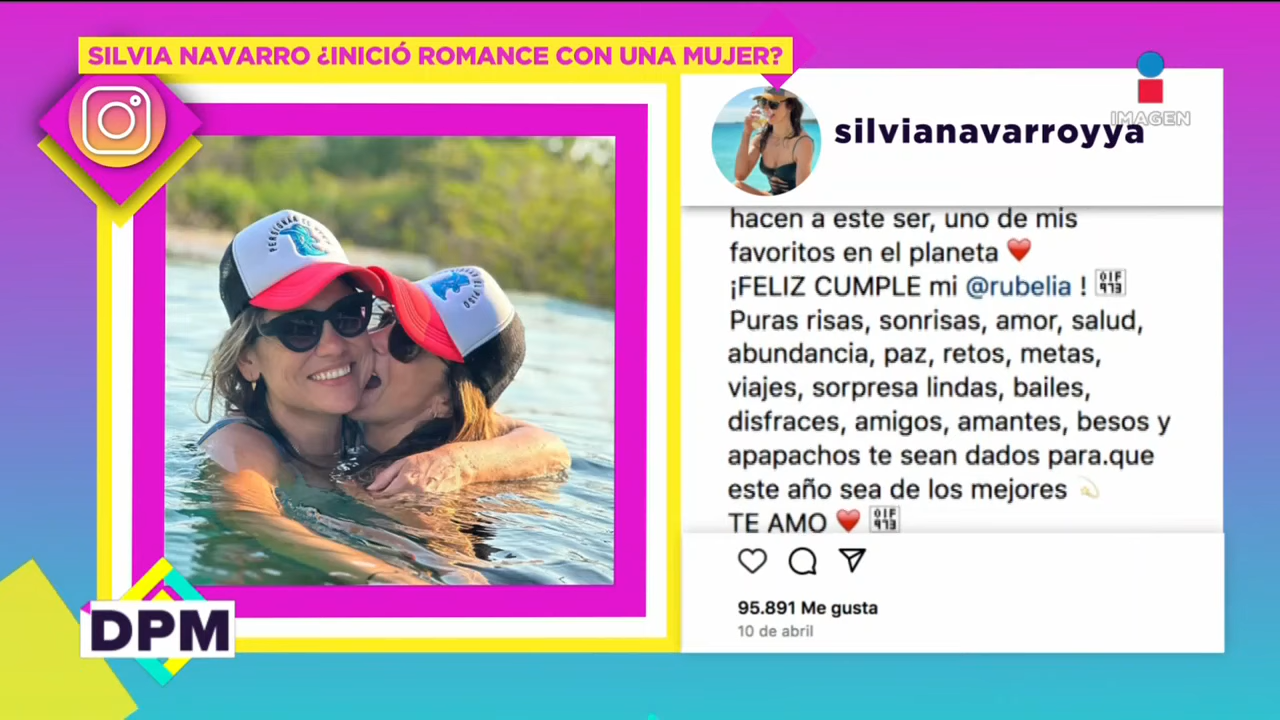 SILVIA NAVARRO ¿INICIÓ ROMANCE CON UNA MUJER?
IMAGEN
silvianavarroyya
hacen a este ser, uno de mis
favoritos en el planeta ❤️
¡FELIZ CUMPLE mi @rubelia !
Puras risas, sonrisas, amor, salud,
abundancia, paz, retos, metas,
viajes, sorpresa lindas, bailes,
disfraces, amigos, amantes, besos y
apapachos te sean dados para.que
este año sea de los mejores 💫
TE AMO ❤️
95.891 Me gusta
10 de abril
DPM